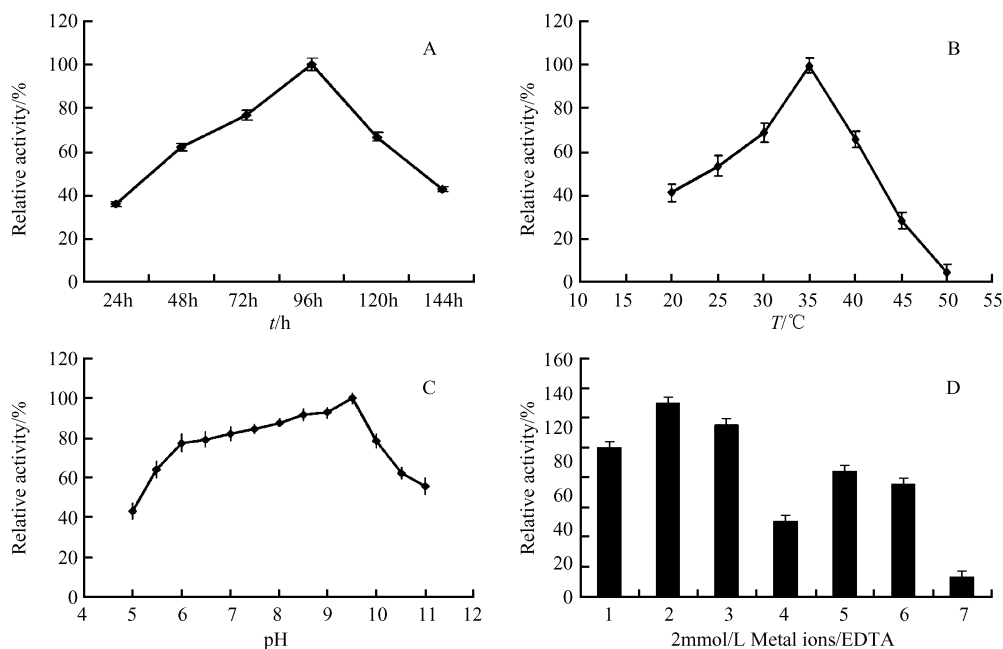 120
100
80
60
40
20
0
Relative activity/%
A
24h 48h 72h 96h 120h 144h
t/h
120
100
80
60
40
20
0
Relative activity/%
B
10 15 20 25 30 35 40 45 50 55
T/℃
120
100
80
60
40
20
0
Relative activity/%
C
4 5 6 7 8 9 10 11 12
pH
160
140
120
80
60
40
20
0
Relative activity/%
D
1 2 3 4 5 6 7
2mmol/L Metal ions/EDTA